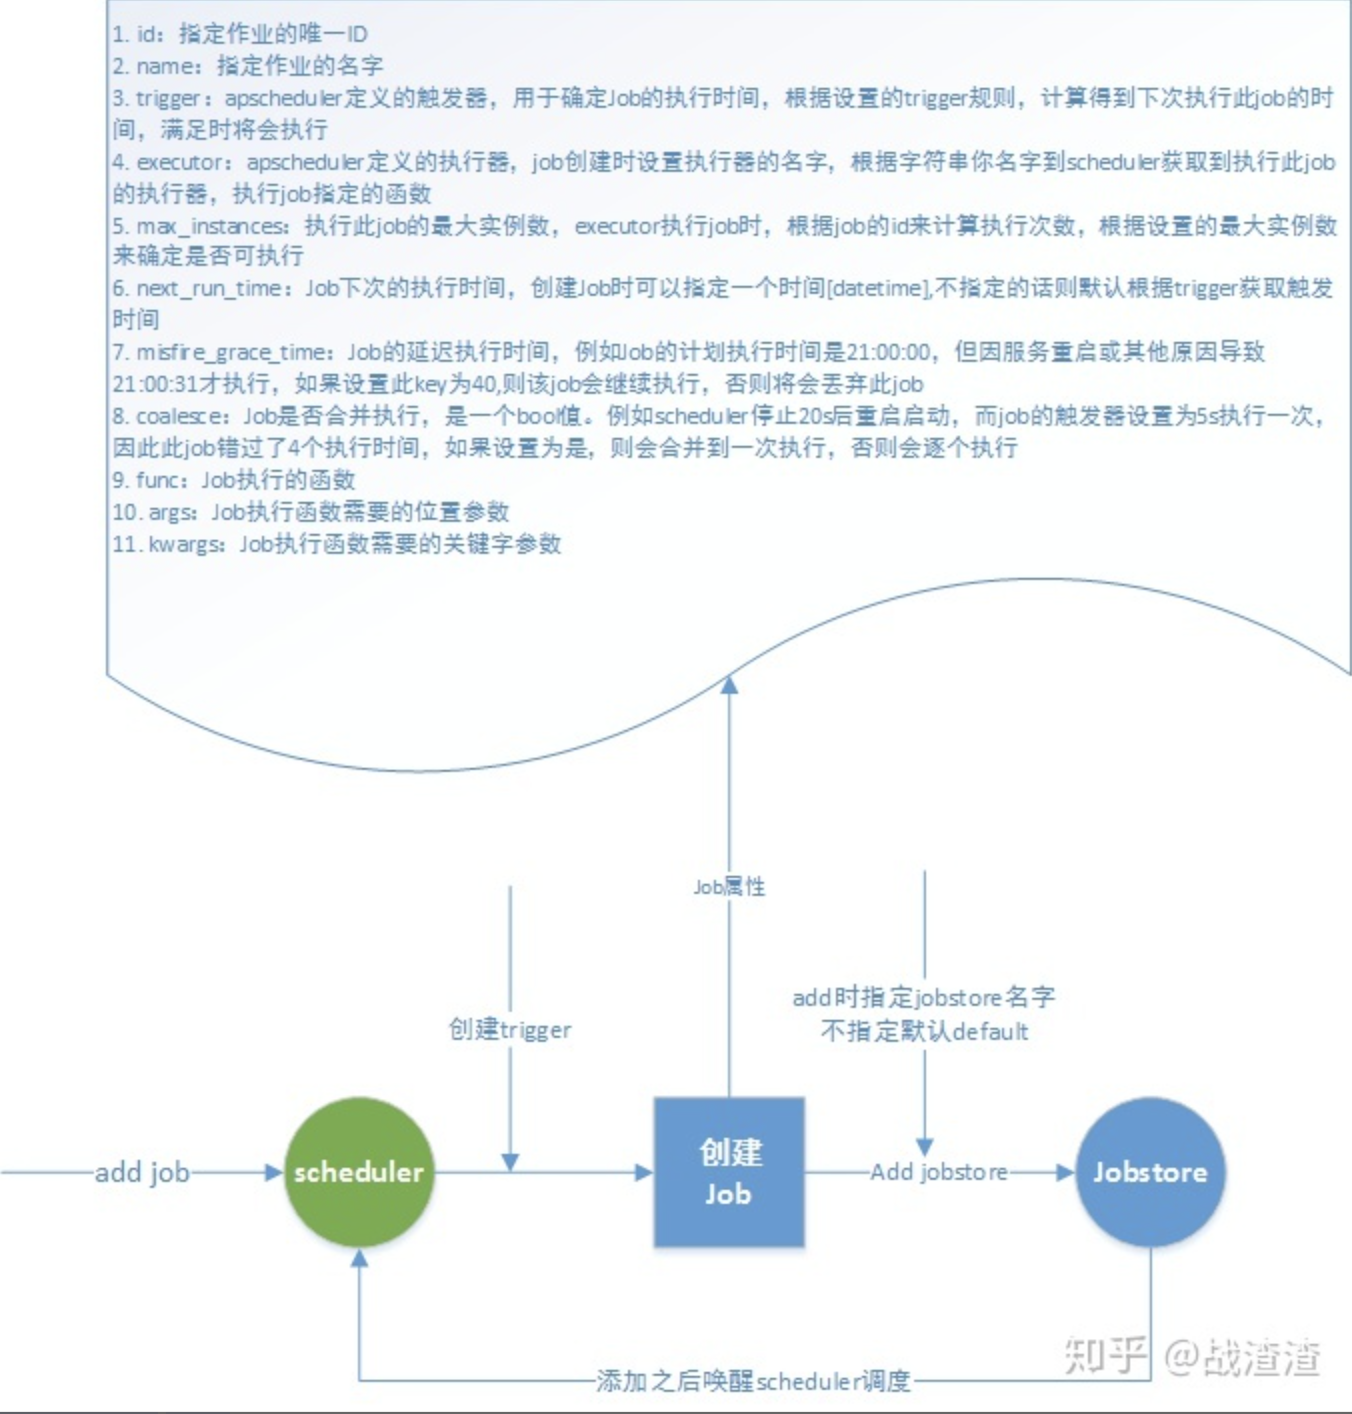 1. id：指定作业的唯一ID
2. name：指定作业的名字
3. trigger：apscheduler定义的触发器，用于确定Job的执行时间，根据设置的trigger规则，计算得到下次执行此job的时
间，满足时将会执行
4. executor：apscheduler定义的执行器，job创建时设置执行器的名字，根据字符串你名字到scheduler获取到执行此job
的执行器，执行job指定的函数
5. max_instances：执行此job的最大实例数，executor执行job时，根据job的id来计算执行次数，根据设置的最大实例数
来确定是否可执行
6. next_run_time：Job下次的执行时间，创建Job时可以指定一个时间[datetime],不指定的话则默认根据trigger获取触发
时间
7. misfire_grace_time：Job的延迟执行时间，例如Job的计划执行时间是21:00:00，但因服务重启或其他原因导致
21:00:31才执行，如果设置此key为40,则该job会继续执行，否则将会丢弃此job
8. coalesce：Job是否合并执行，是一个bool值。例如scheduler停止20s后重启启动，而job的触发器设置为5s执行一次，
因此此job错过了4个执行时间，如果设置为是，则会合并到一次执行，否则会逐个执行
9. func：Job执行的函数
10. args：Job执行函数需要的位置参数
11. kwargs：Job执行函数需要的关键字参数
Job属性
add时指定jobstore名字
不指定默认default
创建trigger
add job
scheduler
创建
Job
Add jobstore
Jobstore
添加之后唤醒scheduler调度
知乎 @战渣渣